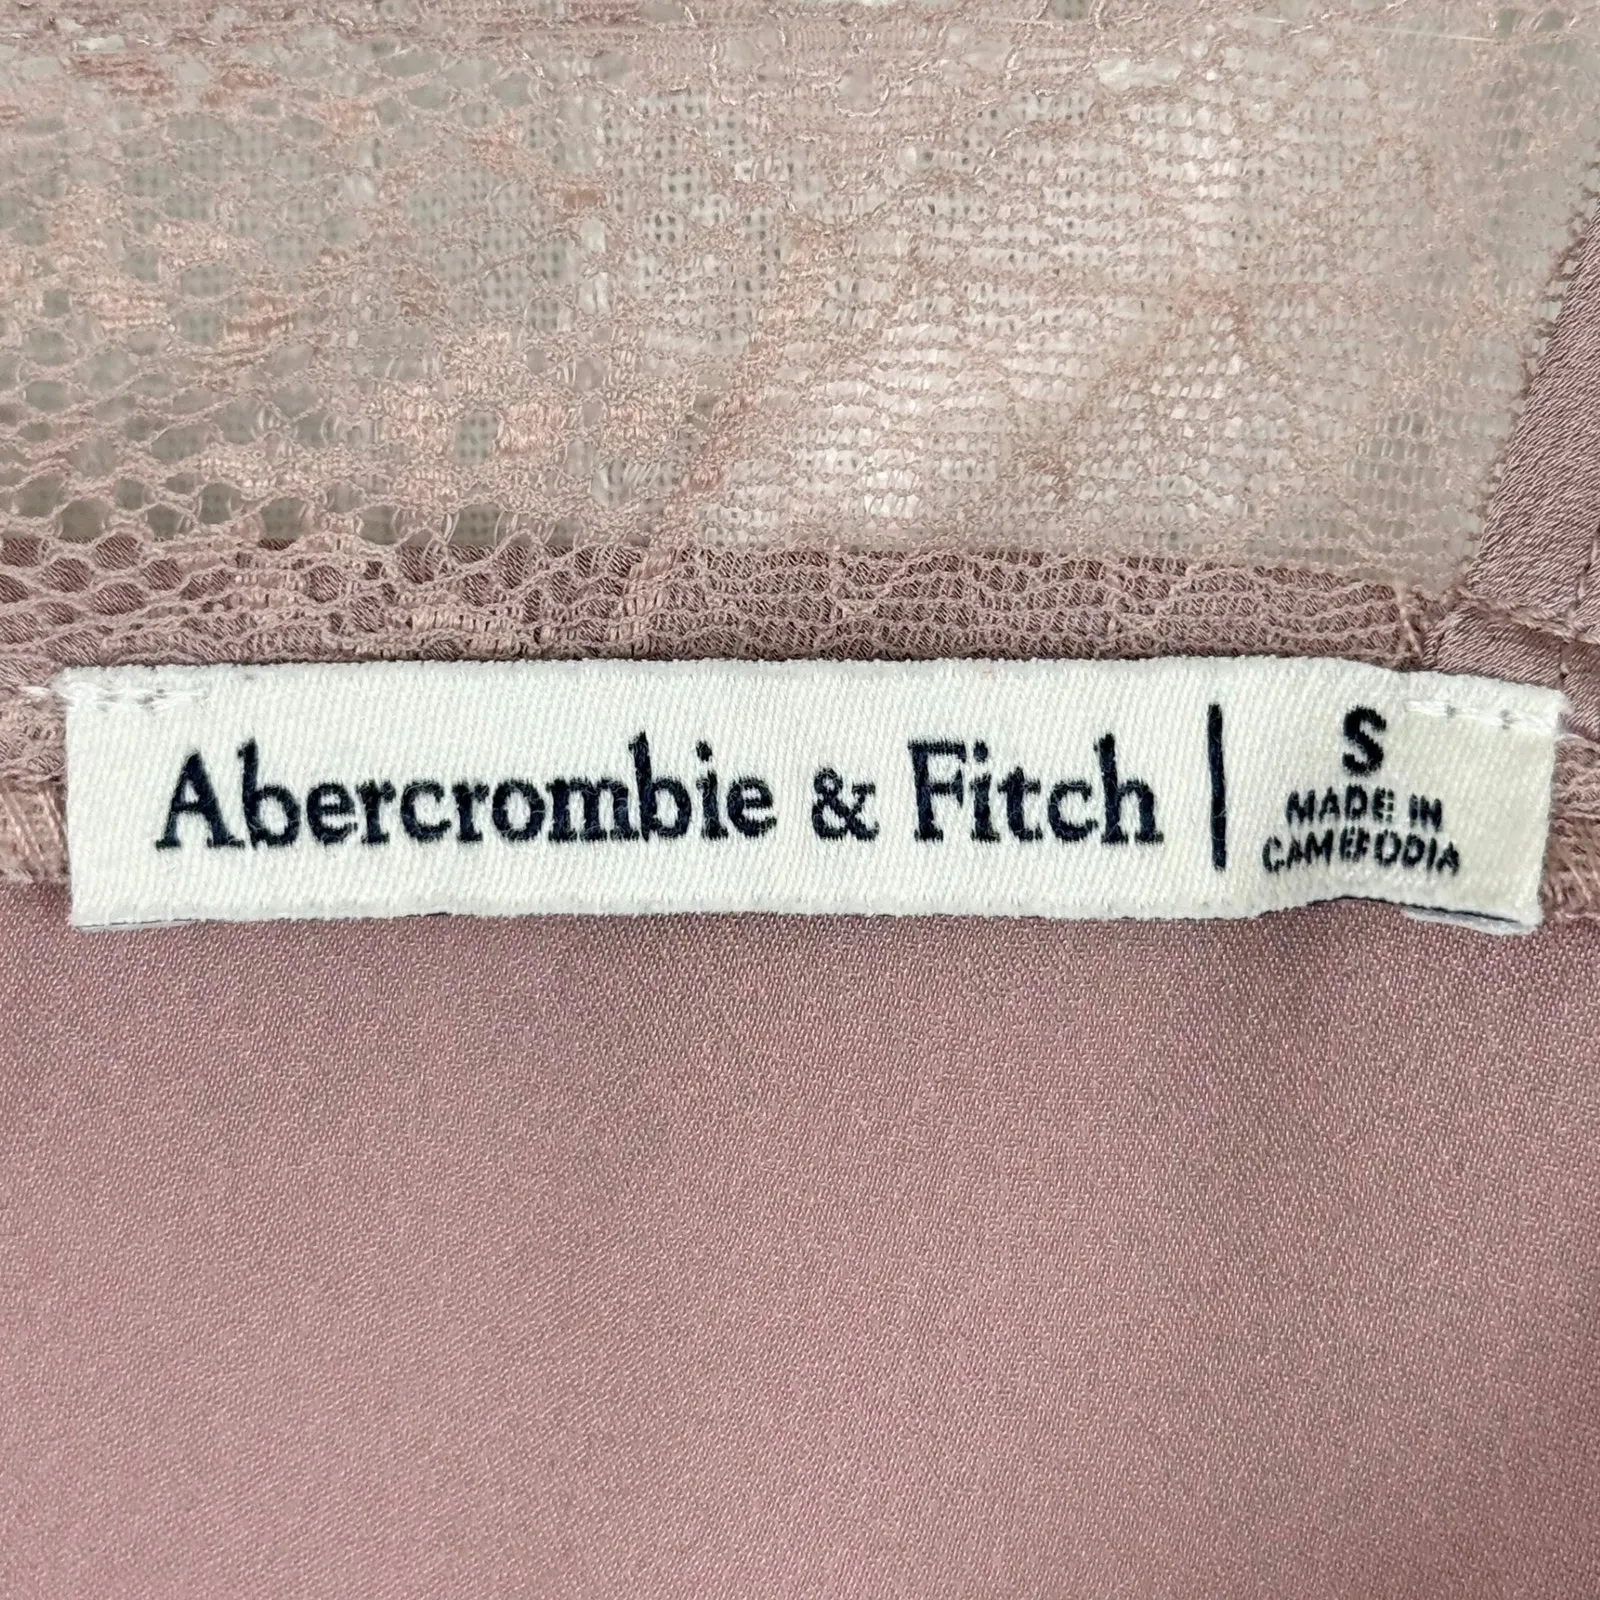 Abercrombie & Fitch
S
MADE IN
CAMBODIA